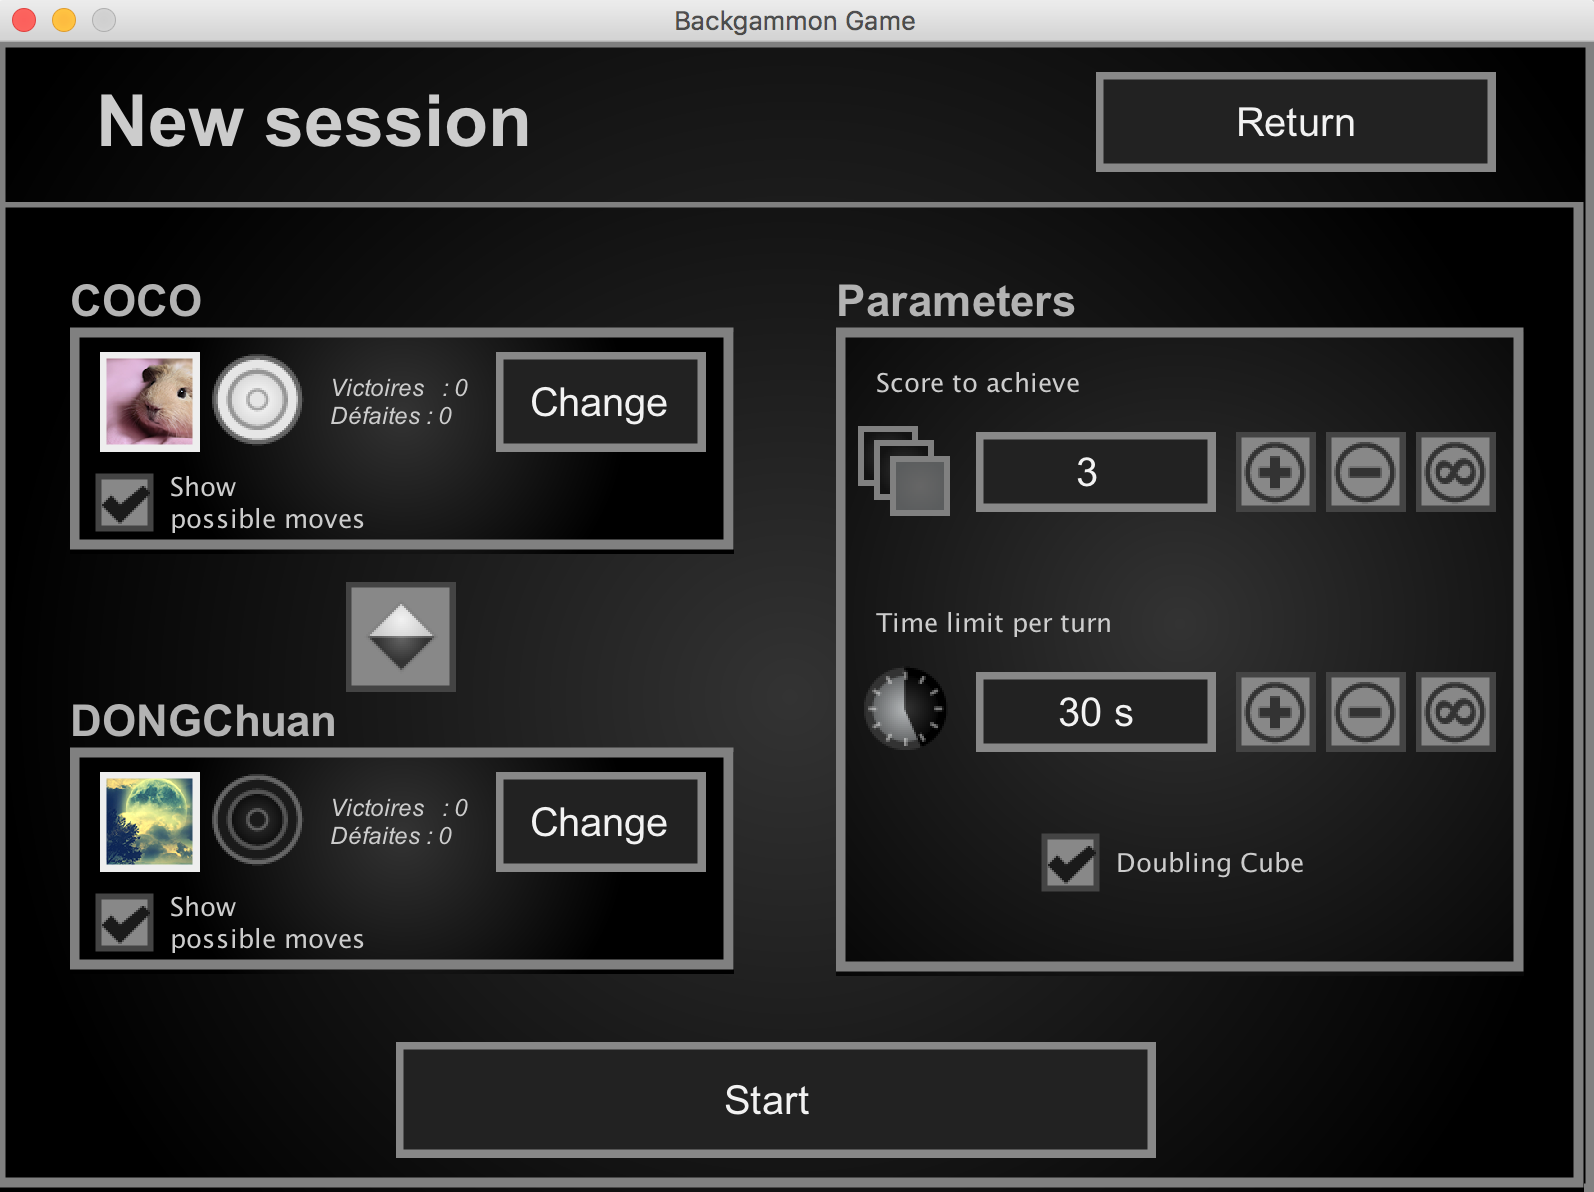 Backgammon Game
New session
Return
COCO
Victoires : 0
Défaites : 0
Change
Show
possible moves
DONGChuan
Victoires : 0
Défaites : 0
Change
Show
possible moves
Parameters
Score to achieve
3
Time limit per turn
30 s
Doubling Cube
Start